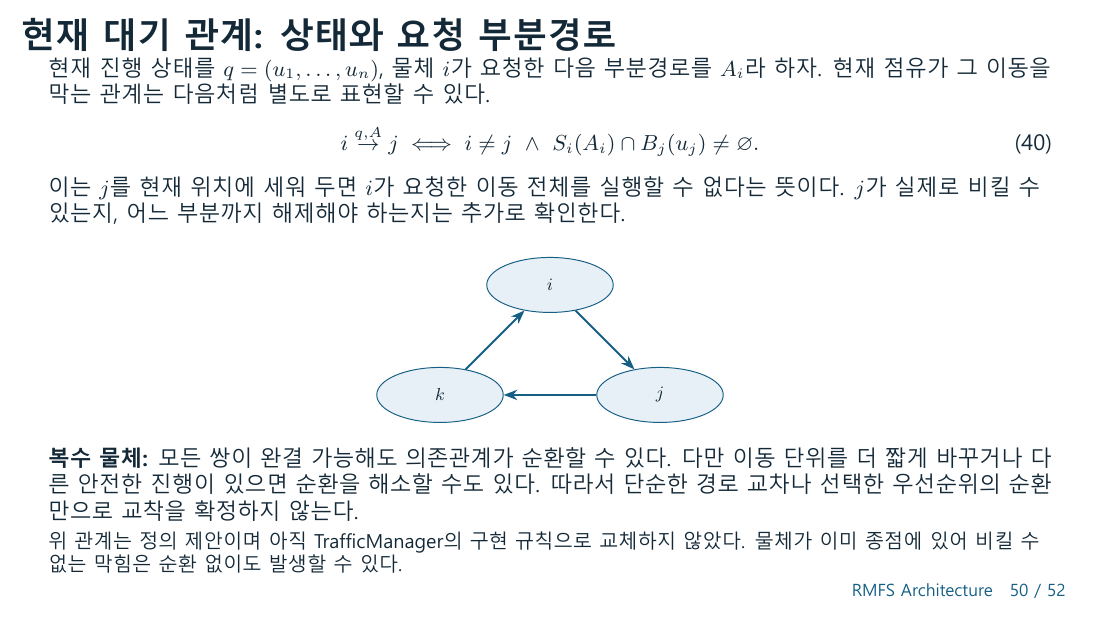 현재 대기 관계: 상태와 요청 부분경로
현재 진행 상태를 q = (u₁, . . . , uₙ), 물체 i가 요청한 다음 부분경로를 Aᵢ라 하자. 현재 점유가 그 이동을
막는 관계는 다음처럼 별도로 표현할 수 있다.
i →^{q,A} j ⟺ i ≠ j ∧ Sᵢ(Aᵢ) ∩ Bⱼ(uⱼ) ≠ ∅. (40)
이는 j를 현재 위치에 세워 두면 i가 요청한 이동 전체를 실행할 수 없다는 뜻이다. j가 실제로 비킬 수
있는지, 어느 부분까지 해제해야 하는지는 추가로 확인한다.
i
k
j
복수 물체: 모든 쌍이 완결 가능해도 의존관계가 순환할 수 있다. 다만 이동 단위를 더 짧게 바꾸거나 다
른 안전한 진행이 있으면 순환을 해소할 수도 있다. 따라서 단순한 경로 교차나 선택한 우선순위의 순환
만으로 교착을 확정하지 않는다.
위 관계는 정의 제안이며 아직 TrafficManager의 구현 규칙으로 교체하지 않았다. 물체가 이미 종점에 있어 비킬 수
없는 막힘은 순환 없이도 발생할 수 있다.
RMFS Architecture 50 / 52